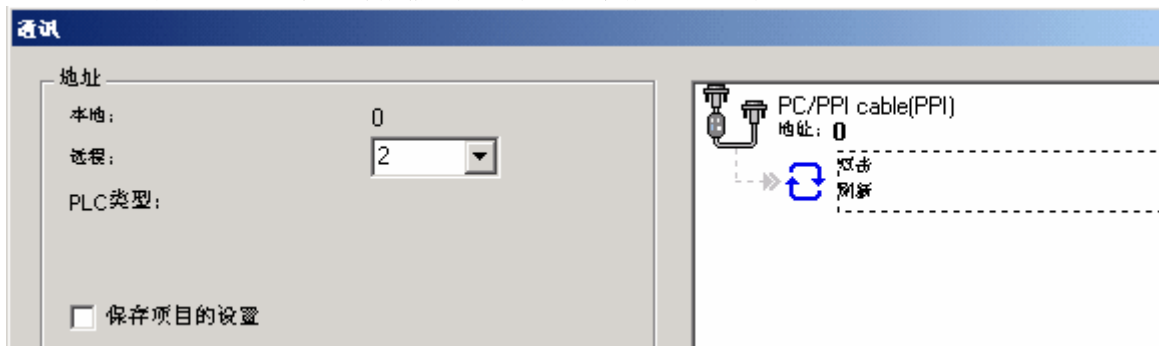 通讯
地址
本地： 0
远程： 2
PLC类型：
保存项目的设置
PC/PPI cable(PPI)
地址： 0
双击
刷新